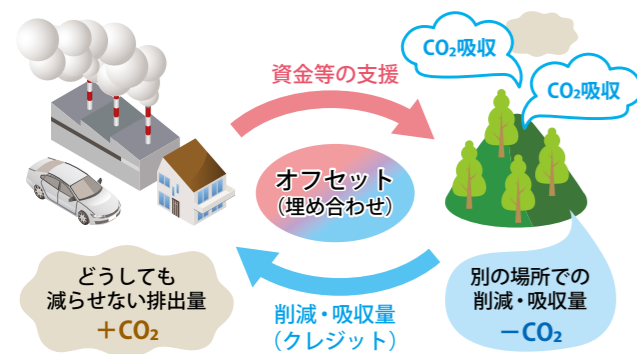 CO₂吸収
CO₂吸収
資金等の支援
オフセット
（埋め合わせ）
どうしても
減らせない排出量
＋CO₂
削減・吸収量
（クレジット）
別の場所での
削減・吸収量
－CO₂